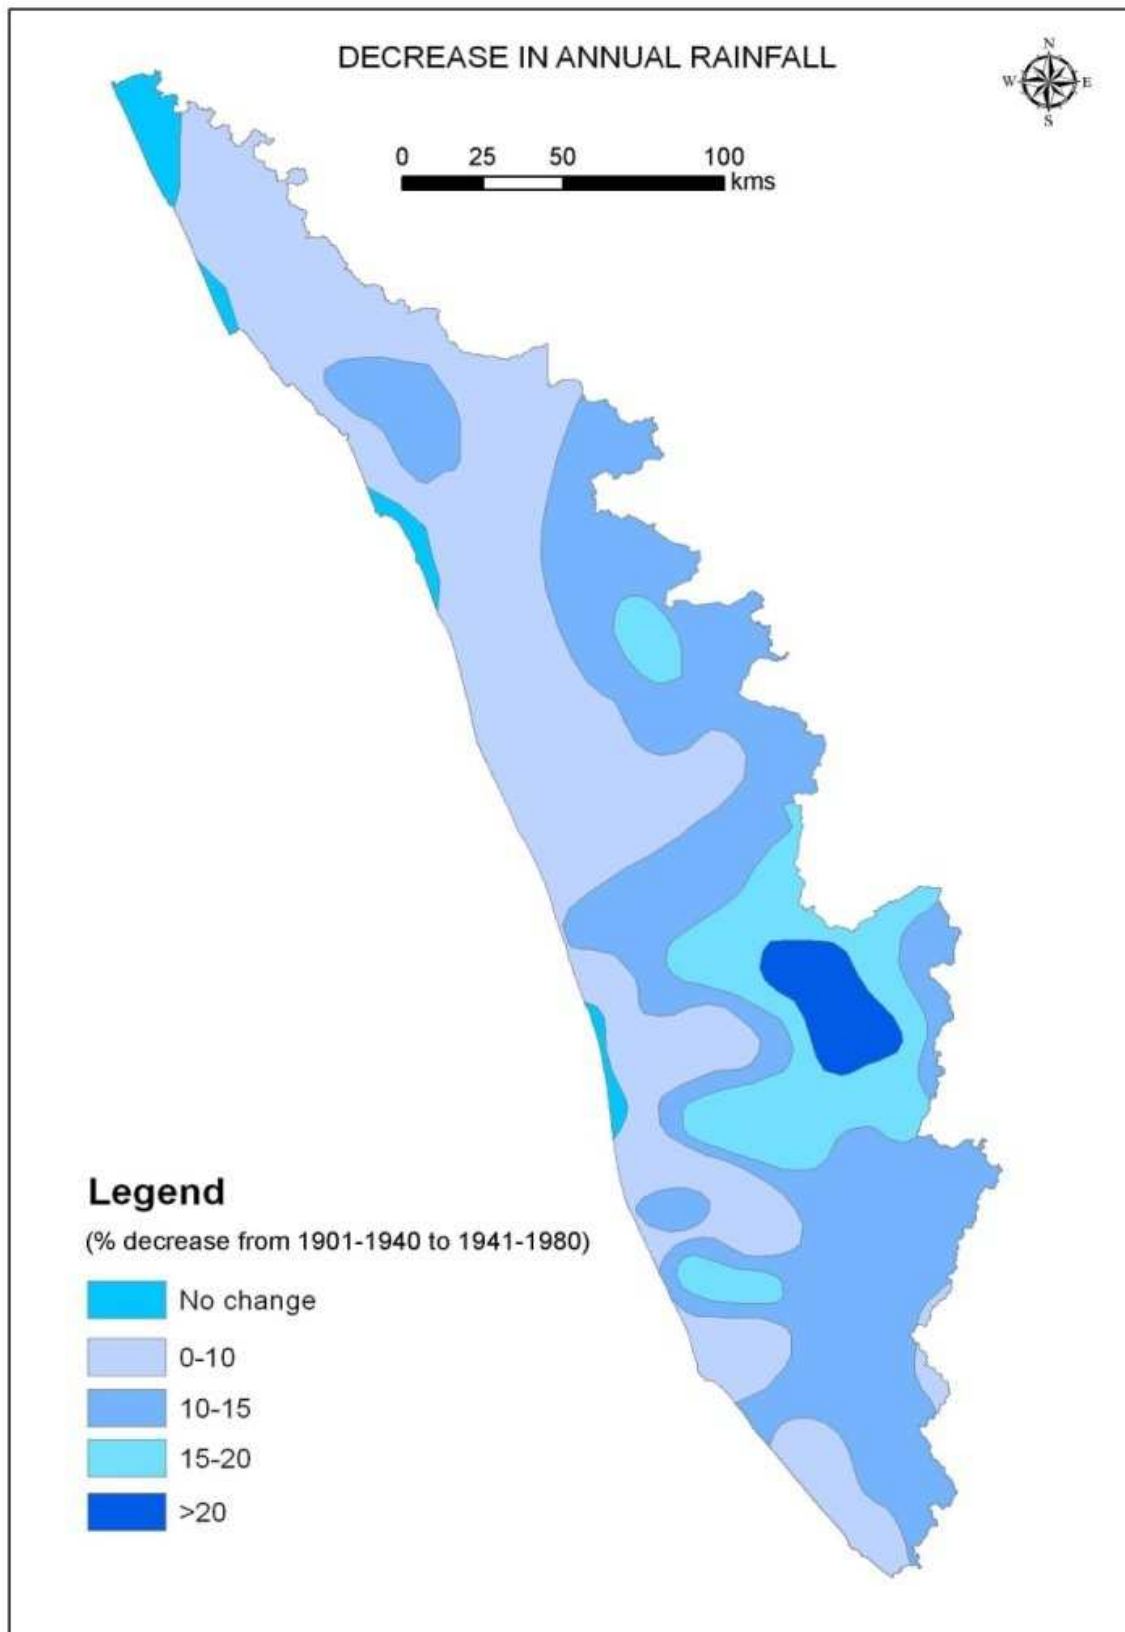 DECREASE IN ANNUAL RAINFALL
N
W E
S
0 25 50 100
kms
Legend
(% decrease from 1901-1940 to 1941-1980)
No change
0-10
10-15
15-20
>20